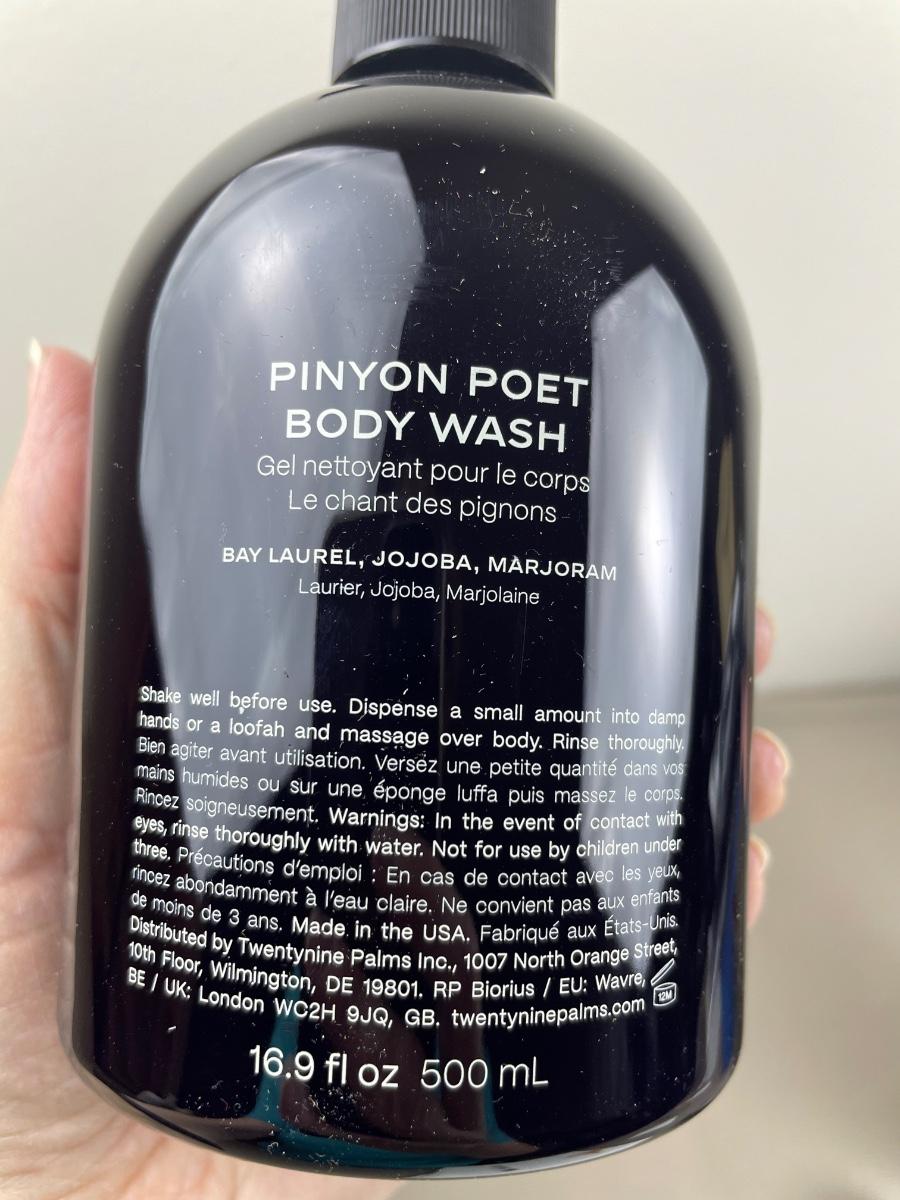 PINYON POET
BODY WASH
Gel nettoyant pour le corps
Le chant des pignons
BAY LAUREL, JOJOBA, MARJORAM
Laurier, Jojoba, Marjolaine
Shake well before use. Dispense a small amount into damp
hands or a loofah and massage over body. Rinse thoroughly.
Bien agiter avant utilisation. Versez une petite quantité dans vos
mains humides ou sur une éponge luffa puis massez le corps.
Rincez soigneusement. Warnings: In the event of contact with
eyes, rinse thoroughly with water. Not for use by children under
three. Précautions d’emploi : En cas de contact avec les yeux,
rincez abondamment à l’eau claire. Ne convient pas aux enfants
de moins de 3 ans. Made in the USA. Fabriqué aux États-Unis.
Distributed by Twentynine Palms Inc., 1007 North Orange Street,
10th Floor, Wilmington, DE 19801. RP Biorius / EU: Wavre,
BE / UK: London WC2H 9JQ, GB. twentyninepalms.com 12M
16.9 fl oz 500 mL